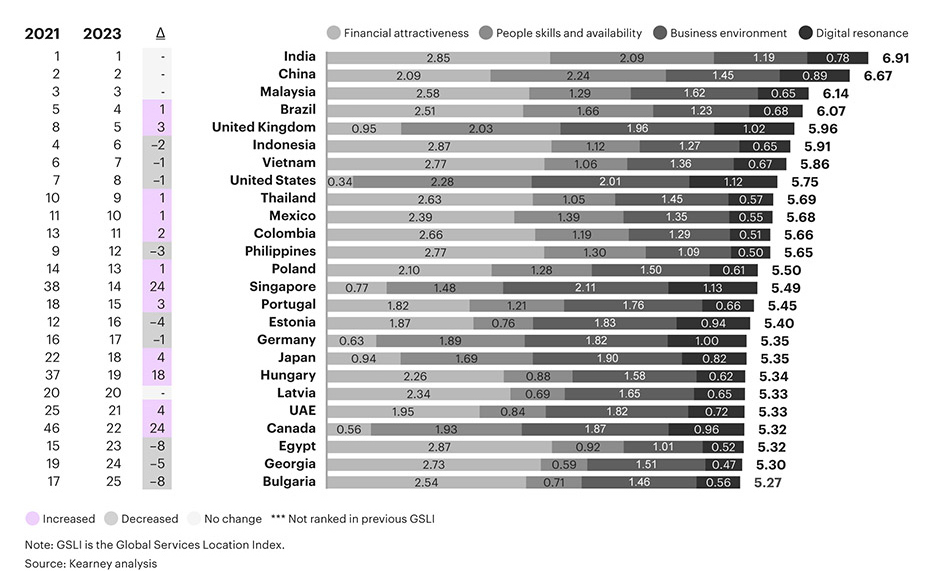 2021 2023 Δ Financial attractiveness People skills and availability Business environment Digital resonance
1 1 - India 2.85 2.09 1.19 0.78 6.91
2 2 - China 2.09 2.24 1.45 0.89 6.67
3 3 - Malaysia 2.58 1.29 1.62 0.65 6.14
5 4 1 Brazil 2.51 1.66 1.23 0.68 6.07
8 5 3 United Kingdom 0.95 2.03 1.96 1.02 5.96
4 6 –2 Indonesia 2.87 1.12 1.27 0.65 5.91
6 7 –1 Vietnam 2.77 1.06 1.36 0.67 5.86
7 8 –1 United States 0.34 2.28 2.01 1.12 5.75
10 9 1 Thailand 2.63 1.05 1.45 0.57 5.69
11 10 1 Mexico 2.39 1.39 1.35 0.55 5.68
13 11 2 Colombia 2.66 1.19 1.29 0.51 5.66
9 12 –3 Philippines 2.77 1.30 1.09 0.50 5.65
14 13 1 Poland 2.10 1.28 1.50 0.61 5.50
38 14 24 Singapore 0.77 1.48 2.11 1.13 5.49
18 15 3 Portugal 1.82 1.21 1.76 0.66 5.45
12 16 –4 Estonia 1.87 0.76 1.83 0.94 5.40
16 17 –1 Germany 0.63 1.89 1.82 1.00 5.35
22 18 4 Japan 0.94 1.69 1.90 0.82 5.35
37 19 18 Hungary 2.26 0.88 1.58 0.62 5.34
20 20 - Latvia 2.34 0.69 1.65 0.65 5.33
25 21 4 UAE 1.95 0.84 1.82 0.72 5.33
46 22 24 Canada 0.56 1.93 1.87 0.96 5.32
15 23 –8 Egypt 2.87 0.92 1.01 0.52 5.32
19 24 –5 Georgia 2.73 0.59 1.51 0.47 5.30
17 25 –8 Bulgaria 2.54 0.71 1.46 0.56 5.27
Increased Decreased No change *** Not ranked in previous GSLI
Note: GSLI is the Global Services Location Index.
Source: Kearney analysis